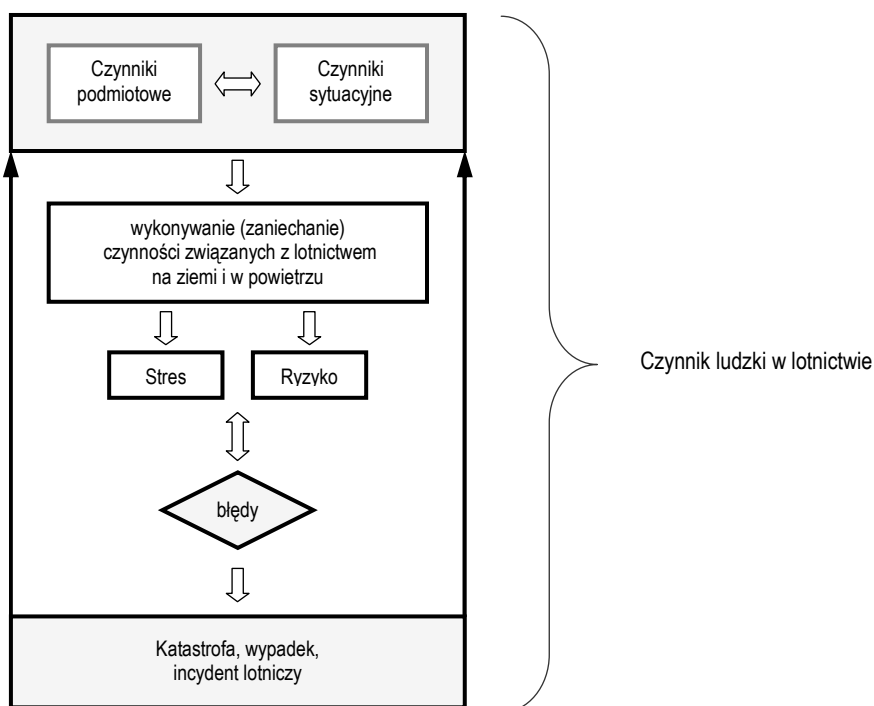 Czynniki
podmiotowe
Czynniki
sytuacyjne
wykonywanie (zaniechanie)
czynności związanych z lotnictwem
na ziemi i w powietrzu
Stres
Ryzyko
błędy
Katastrofa, wypadek,
incydent lotniczy
Czynnik ludzki w lotnictwie